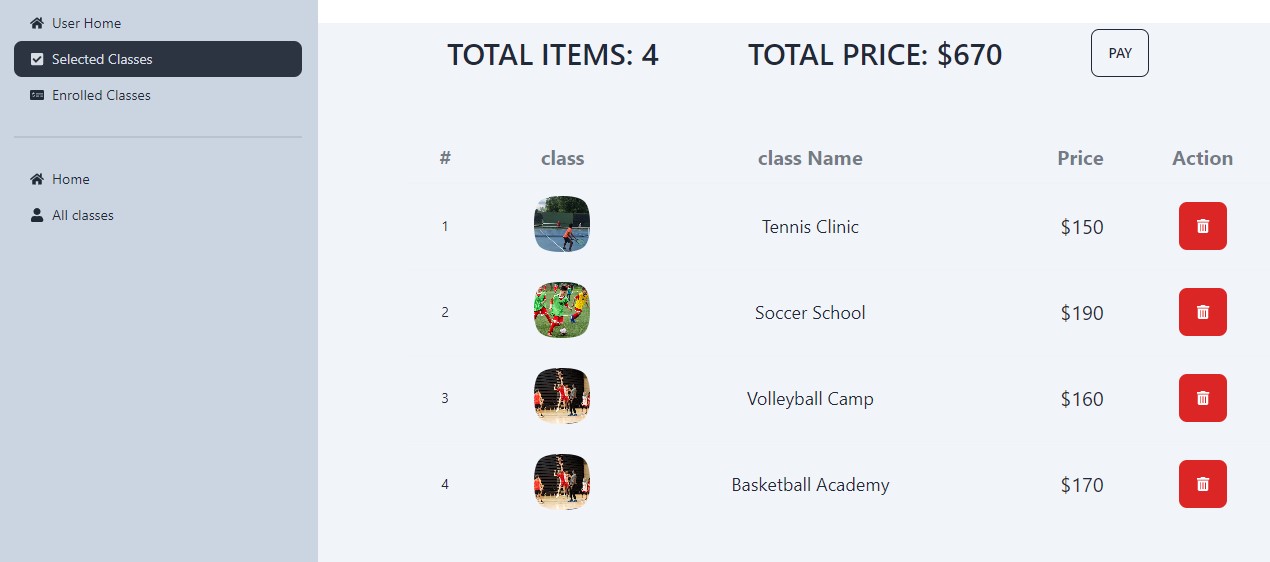 User Home
Selected Classes
Enrolled Classes
Home
All classes
TOTAL ITEMS: 4 TOTAL PRICE: $670 PAY
# class class Name Price Action
1 Tennis Clinic $150
2 Soccer School $190
3 Volleyball Camp $160
4 Basketball Academy $170